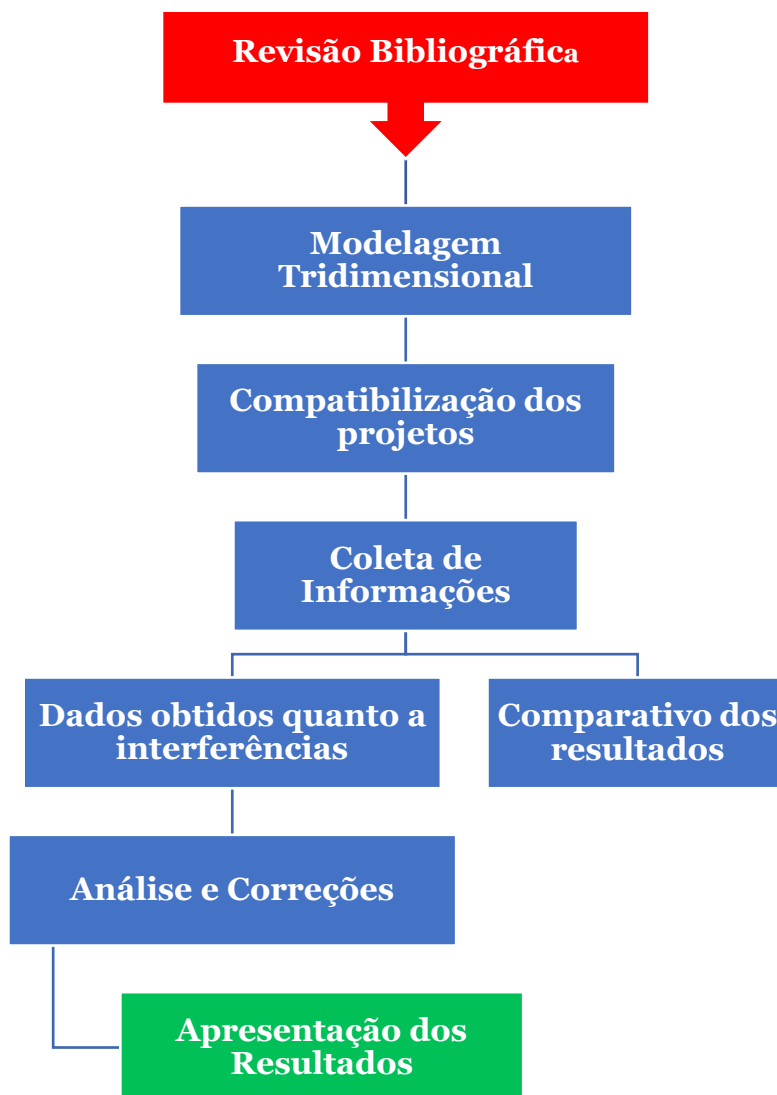 Revisão Bibliográfica
Modelagem
Tridimensional
Compatibilização dos
projetos
Coleta de
Informações
Dados obtidos quanto a
interferências
Comparativo dos
resultados
Análise e Correções
Apresentação dos
Resultados